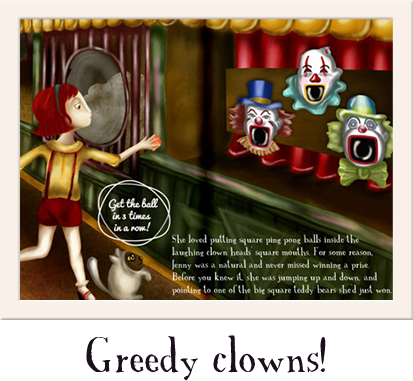 Get the ball
in 3 times
in a row!
She loved putting square ping pong balls inside the
laughing clown heads square mouths. For some reason,
Jenny was a natural and never missed winning a prize.
Before you knew it, she was jumping up and down, and
pointing to one of the big square teddy bears she'd just won.
Greedy clowns!